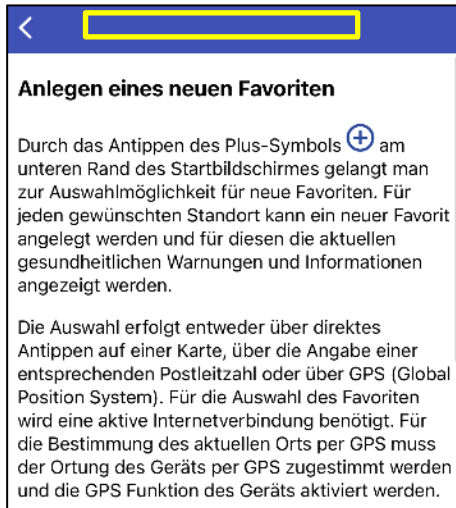 Anlegen eines neuen Favoriten
Durch das Antippen des Plus-Symbols am
unteren Rand des Startbildschirmes gelangt man
zur Auswahlmöglichkeit für neue Favoriten. Für
jeden gewünschten Standort kann ein neuer Favorit
angelegt werden und für diesen die aktuellen
gesundheitlichen Warnungen und Informationen
angezeigt werden.
Die Auswahl erfolgt entweder über direktes
Antippen auf einer Karte, über die Angabe einer
entsprechenden Postleitzahl oder über GPS (Global
Position System). Für die Auswahl des Favoriten
wird eine aktive Internetverbindung benötigt. Für
die Bestimmung des aktuellen Orts per GPS muss
der Ortung des Geräts per GPS zugestimmt werden
und die GPS Funktion des Geräts aktiviert werden.